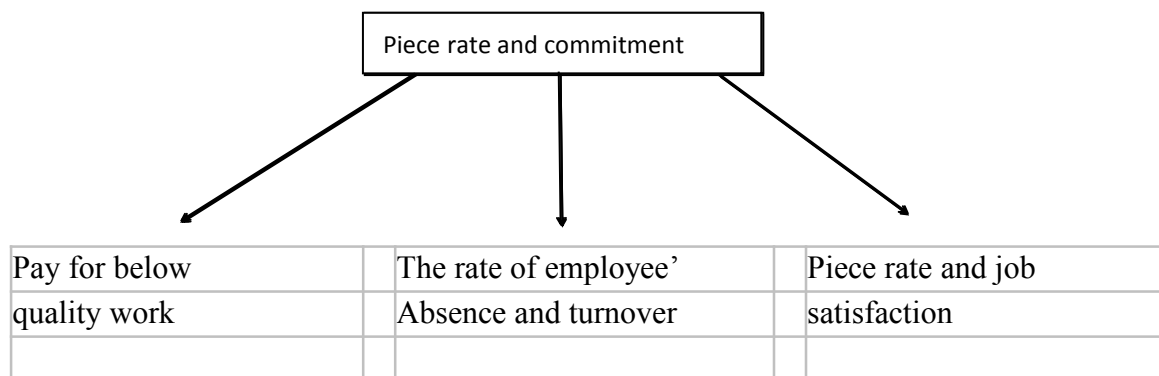 Piece rate and commitment
Pay for below
quality work
The rate of employee’
Absence and turnover
Piece rate and job
satisfaction